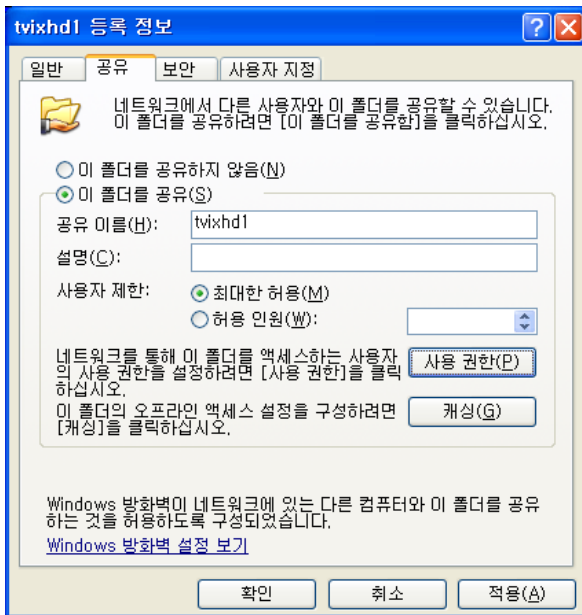 tvixhd1 등록 정보
일반 공유 보안 사용자 지정
네트워크에서 다른 사용자와 이 폴더를 공유할 수 있습니다.
이 폴더를 공유하려면 [이 폴더를 공유함]을 클릭하십시오.
이 폴더를 공유하지 않음(N)
이 폴더를 공유(S)
공유 이름(H): tvixhd1
설명(C):
사용자 제한: 최대한 허용(M)
허용 인원(W):
네트워크를 통해 이 폴더를 액세스하는 사용자
의 사용 권한을 설정하려면 [사용 권한]을 클릭
하십시오.
사용 권한(P)
이 폴더의 오프라인 액세스 설정을 구성하려면
[캐싱]을 클릭하십시오.
캐싱(G)
Windows 방화벽이 네트워크에 있는 다른 컴퓨터와 이 폴더를 공유
하는 것을 허용하도록 구성되었습니다.
Windows 방화벽 설정 보기
확인 취소 적용(A)